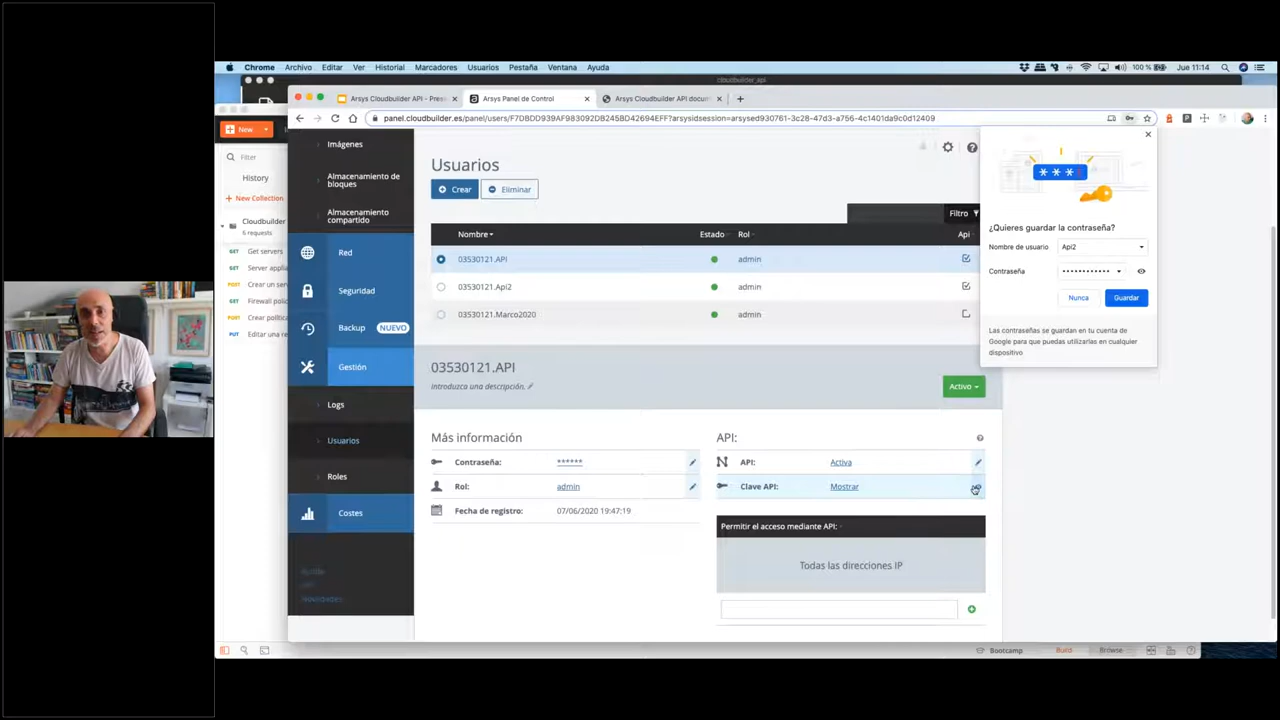 Chrome Archivo Editar Ver Historial Marcadores Usuarios Pestaña Ventana Ayuda
100 % Jue 11:14
cloudbuilder_api
Arsys Cloudbuilder API - Pres
Arsys Panel de Control
Arsys Cloudbuilder API docum
panel.cloudbuilder.es/panel/users/F7DBDD939AF983092DB245BD42694EFF?arsysidsession=arsysed930761-3c28-47d3-a756-4c1401da9c0d12409
New
Filter
History
New Collection
Cloudbuilder
6 requests
GET Get servers
GET Server applia
POST Crear un ser
GET Firewall polic
POST Crear polític
PUT Editar una re
Imágenes
Almacenamiento de
bloques
Almacenamiento
compartido
Red
Seguridad
Backup NUEVO
Gestión
Logs
Usuarios
Roles
Costes
Novedades
Usuarios
Crear
Eliminar
Filtro
Nombre Estado Rol Api
03530121.API admin
03530121.Api2 admin
03530121.Marco2020 admin
03530121.API
introduzca una descripción.
Activo
Más información
Contraseña: ******
Rol: admin
Fecha de registro: 07/06/2020 19:47:19
API:
API: Activa
Clave API: Mostrar
Permitir el acceso mediante API:
Todas las direcciones IP
¿Quieres guardar la contraseña?
Nombre de usuario Api2
Contraseña ••••••••••••
Nunca
Guardar
Las contraseñas se guardan en tu cuenta de
Google para que puedas utilizarlas en cualquier
dispositivo
Bootcamp Build Browse